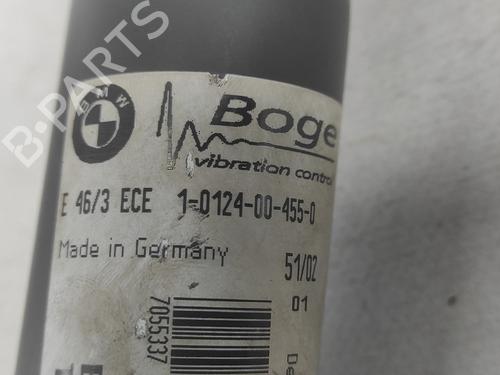 B-PARTS
BMW
Boge
vibration control
E 46/3 ECE 1-0124-00-455-0
Made in Germany
51/02
01
7055337